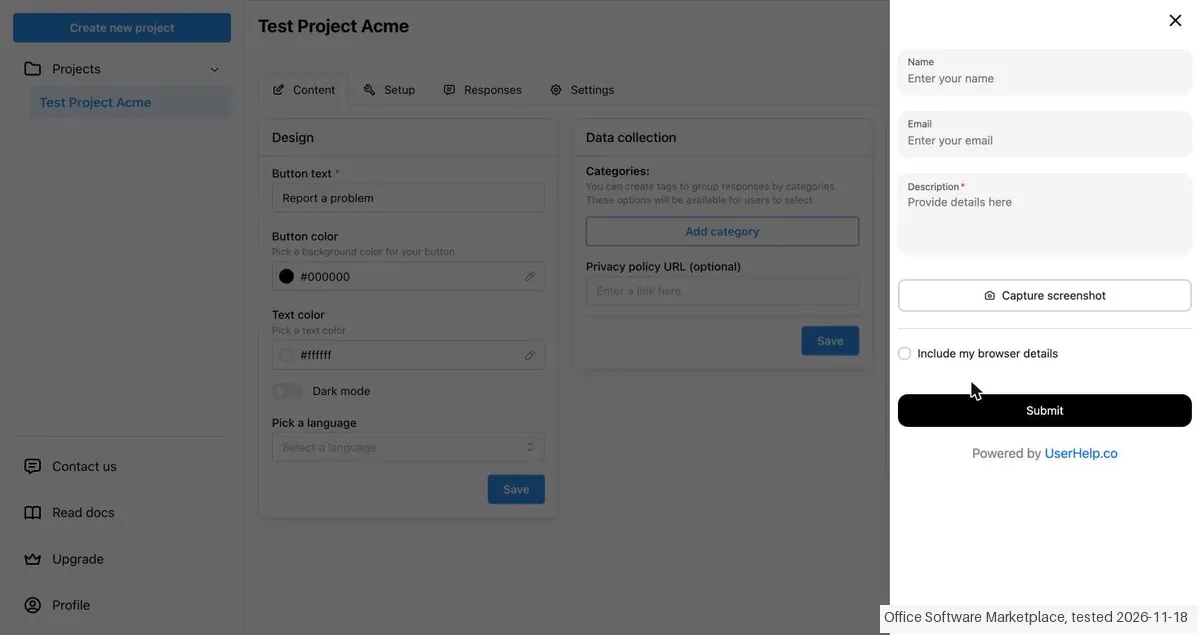 Create new project
Projects
Test Project Acme
Contact us
Read docs
Upgrade
Profile
Test Project Acme
Content
Setup
Responses
Settings
Design
Button text *
Report a problem
Button color
Pick a background color for your button
#000000
Text color
Pick a text color
#ffffff
Dark mode
Pick a language
Select a language
Save
Data collection
Categories:
You can create tags to group responses by categories.
These options will be available for users to select.
Add category
Privacy policy URL (optional)
Enter a link here
Save
Name
Enter your name
Email
Enter your email
Description*
Provide details here
Capture screenshot
Include my browser details
Submit
Powered by UserHelp.co
Office Software Marketplace, tested 2026-11-18